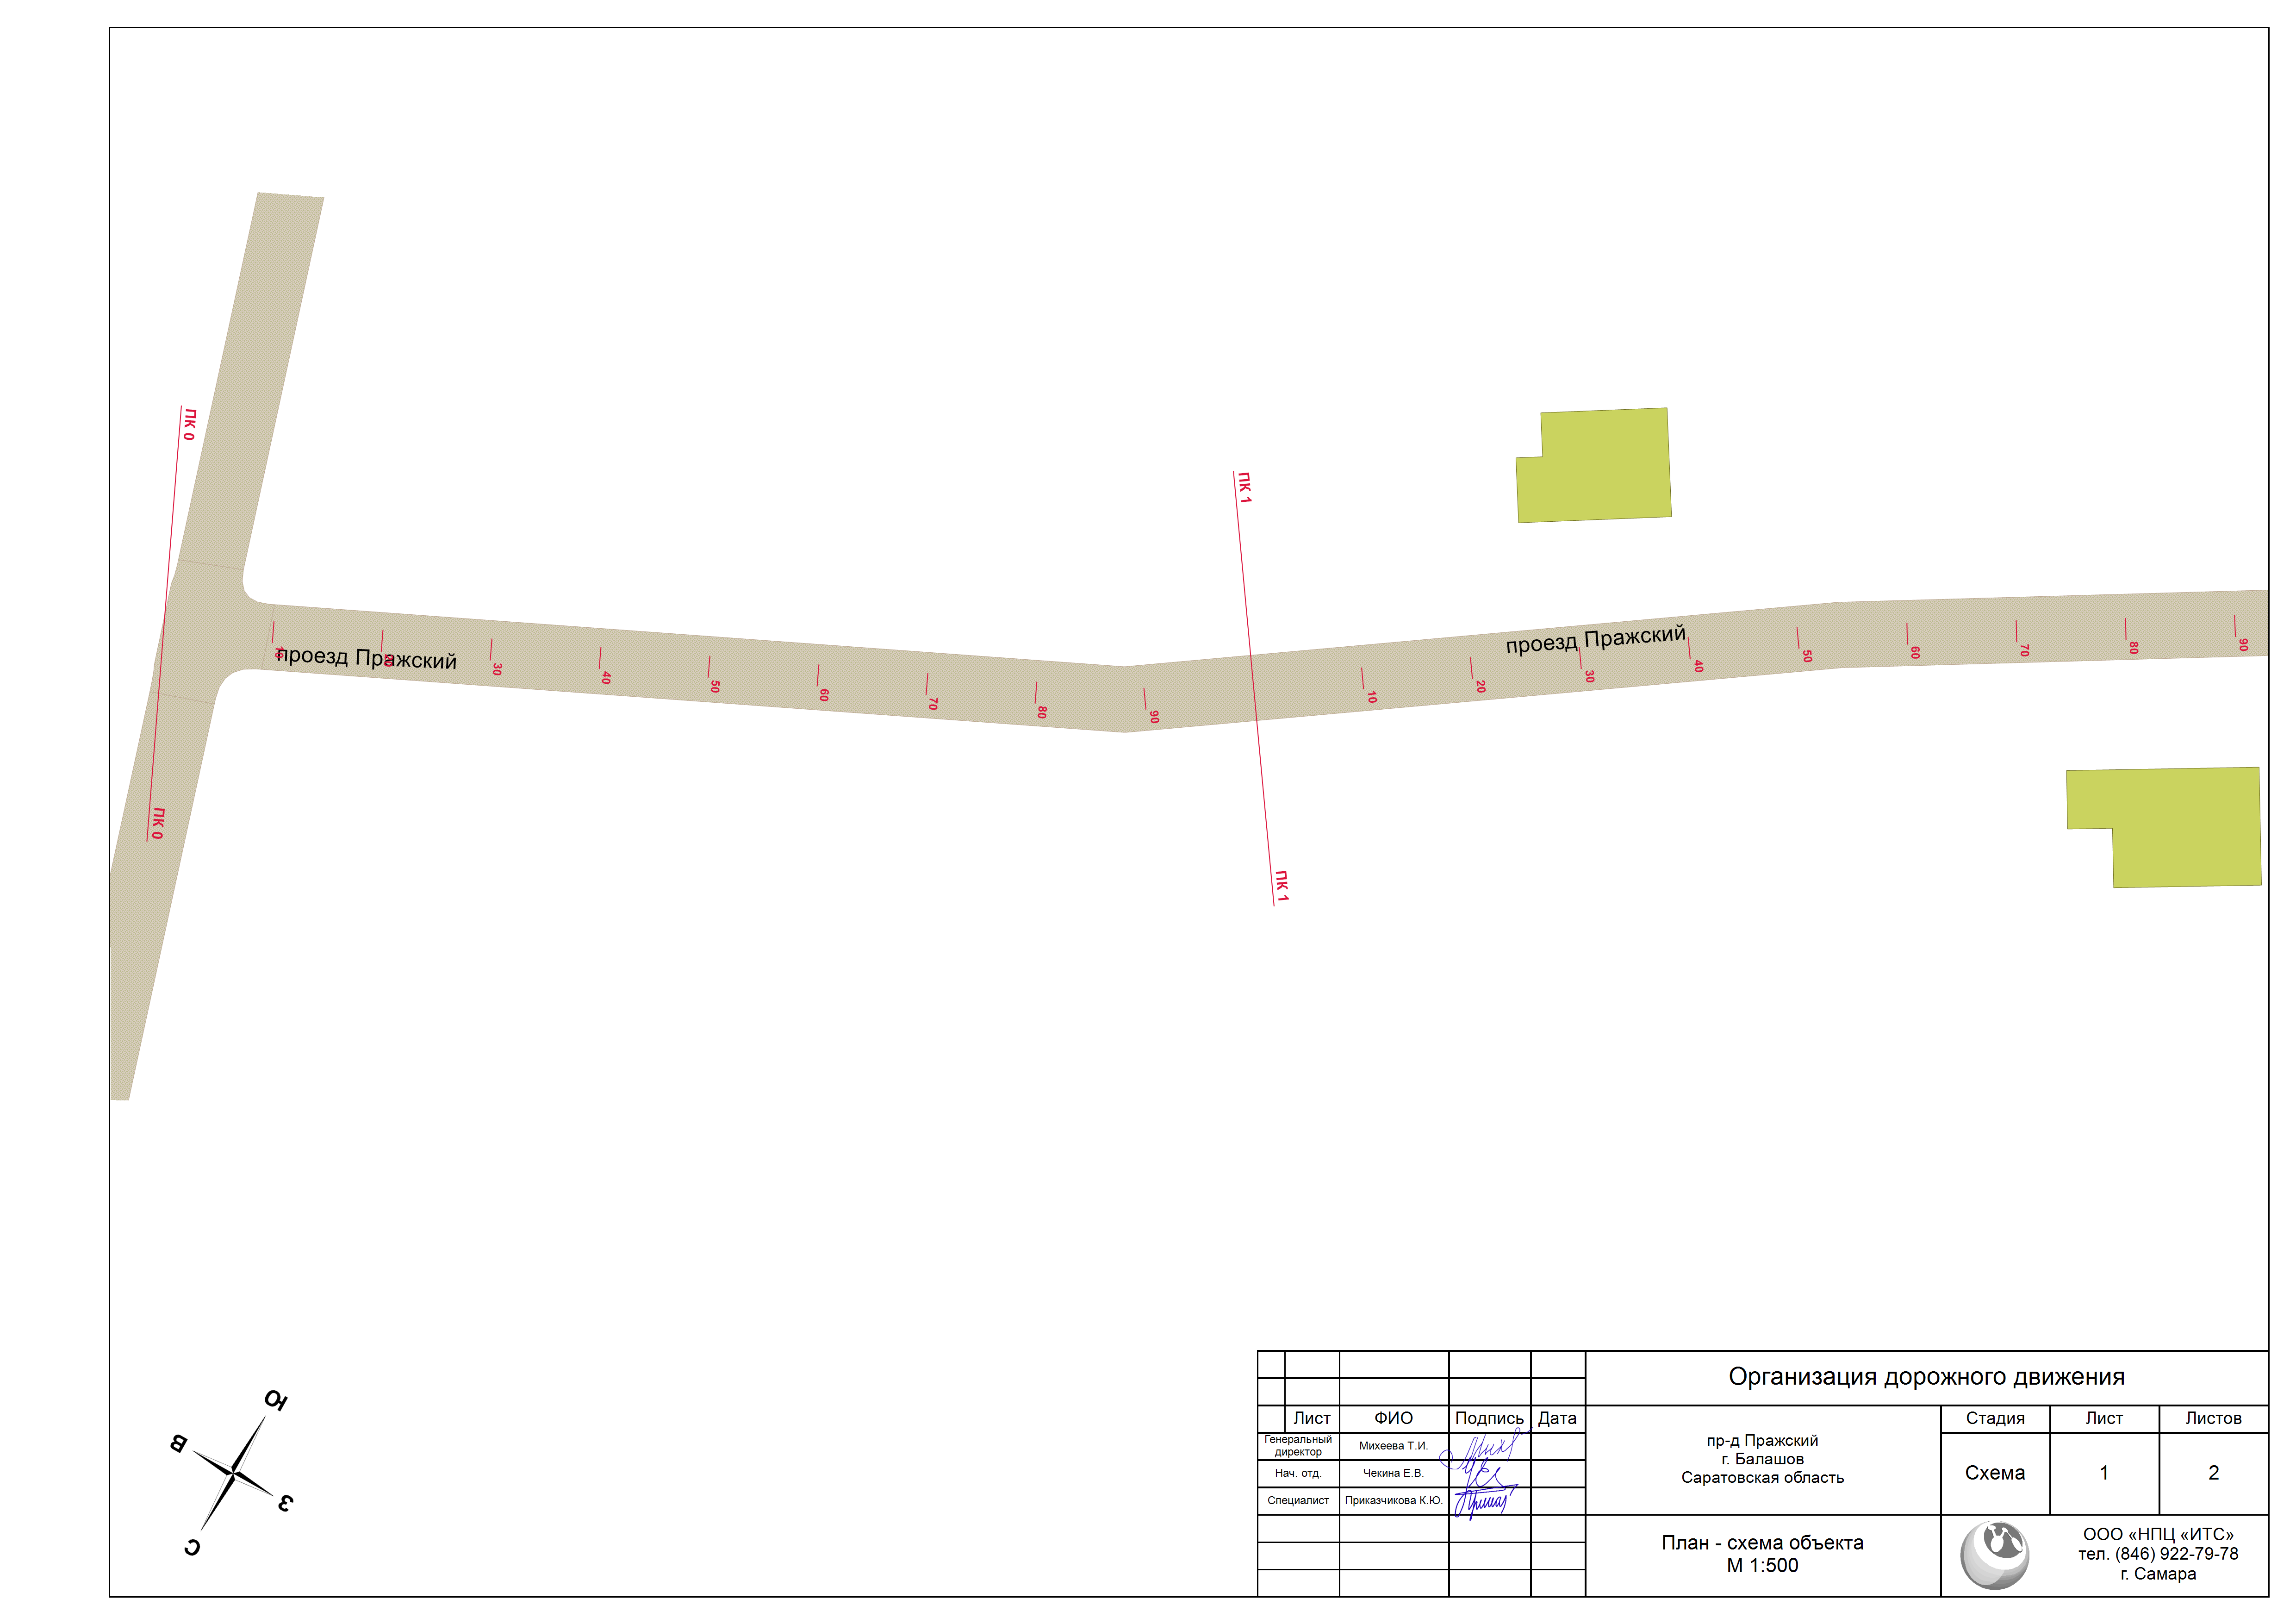 ПК 0
ПК 1
проезд Пражский
10
20
30
40
50
60
70
80
90
проезд Пражский
10
20
30
40
50
60
70
80
90
ПК 0
ПК 1
Ю
В
З
С
Организация дорожного движения
Лист ФИО Подпись Дата
Стадия Лист Листов
Генеральный
директор
Михеева Т.И.
Нач. отд. Чекина Е.В.
Специалист Приказчикова К.Ю.
пр-д Пражский
г. Балашов
Саратовская область
Схема 1 2
План - схема объекта
М 1:500
ООО «НПЦ «ИТС»
тел. (846) 922-79-78
г. Самара